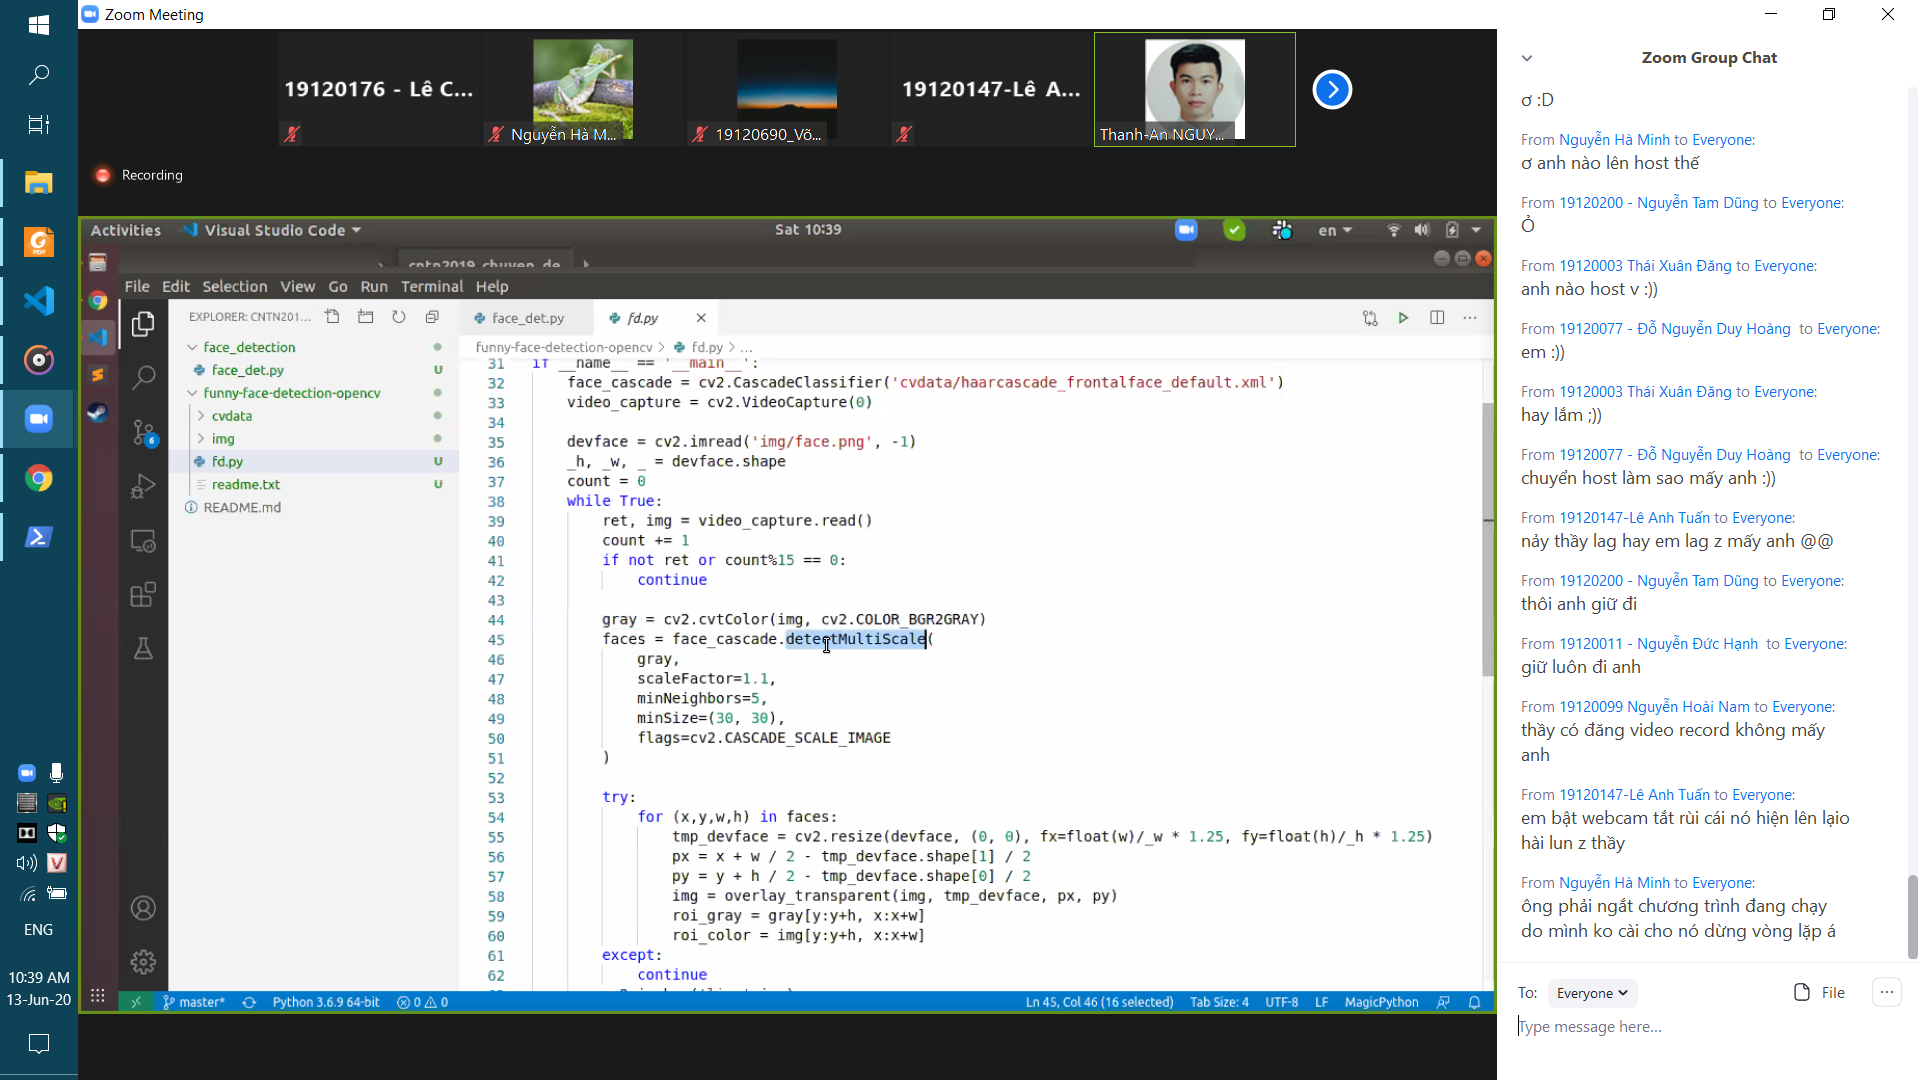 Zoom Meeting
19120176 - Lê C...
Nguyễn Hà M...
19120690_Võ...
19120147-Lê A...
Thanh-An NGUY...
Recording
Activities
Visual Studio Code
Sat 10:39
en
cntn2019_chuyen_de
File Edit Selection View Go Run Terminal Help
EXPLORER: CNTN201...
face_detection
face_det.py U
funny-face-detection-opencv
cvdata
img
fd.py U
readme.txt U
README.md
6
face_det.py
fd.py
funny-face-detection-opencv > fd.py > ...
31 if __name__ == '__main__':
32 face_cascade = cv2.CascadeClassifier('cvdata/haarcascade_frontalface_default.xml')
33 video_capture = cv2.VideoCapture(0)
34
35 devface = cv2.imread('img/face.png', -1)
36 _h, _w, _ = devface.shape
37 count = 0
38 while True:
39 ret, img = video_capture.read()
40 count += 1
41 if not ret or count%15 == 0:
42 continue
43
44 gray = cv2.cvtColor(img, cv2.COLOR_BGR2GRAY)
45 faces = face_cascade.detectMultiScale(
46 gray,
47 scaleFactor=1.1,
48 minNeighbors=5,
49 minSize=(30, 30),
50 flags=cv2.CASCADE_SCALE_IMAGE
51 )
52
53 try:
54 for (x,y,w,h) in faces:
55 tmp_devface = cv2.resize(devface, (0, 0), fx=float(w)/_w * 1.25, fy=float(h)/_h * 1.25)
56 px = x + w / 2 - tmp_devface.shape[1] / 2
57 py = y + h / 2 - tmp_devface.shape[0] / 2
58 img = overlay_transparent(img, tmp_devface, px, py)
59 roi_gray = gray[y:y+h, x:x+w]
60 roi_color = img[y:y+h, x:x+w]
61 except:
62 continue
master*
Python 3.6.9 64-bit
0 0
Ln 45, Col 46 (16 selected)
Tab Size: 4
UTF-8
LF
MagicPython
Zoom Group Chat
ơ :D
From Nguyễn Hà Minh to Everyone:
ơ anh nào lên host thế
From 19120200 - Nguyễn Tam Dũng to Everyone:
Ỏ
From 19120003 Thái Xuân Đăng to Everyone:
anh nào host v :))
From 19120077 - Đỗ Nguyễn Duy Hoàng to Everyone:
em :))
From 19120003 Thái Xuân Đăng to Everyone:
hay lắm ;))
From 19120077 - Đỗ Nguyễn Duy Hoàng to Everyone:
chuyển host làm sao mấy anh :))
From 19120147-Lê Anh Tuấn to Everyone:
nảy thầy lag hay em lag z mấy anh @@
From 19120200 - Nguyễn Tam Dũng to Everyone:
thôi anh giữ đi
From 19120011 - Nguyễn Đức Hạnh to Everyone:
giữ luôn đi anh
From 19120099 Nguyễn Hoài Nam to Everyone:
thầy có đăng video record không mấy
anh
From 19120147-Lê Anh Tuấn to Everyone:
em bật webcam tắt rùi cái nó hiện lên lạio
hài lun z thầy
From Nguyễn Hà Minh to Everyone:
ông phải ngắt chương trình đang chạy
do mình ko cài cho nó dừng vòng lặp á
To: Everyone
File
Type message here...
ENG
10:39 AM
13-Jun-20